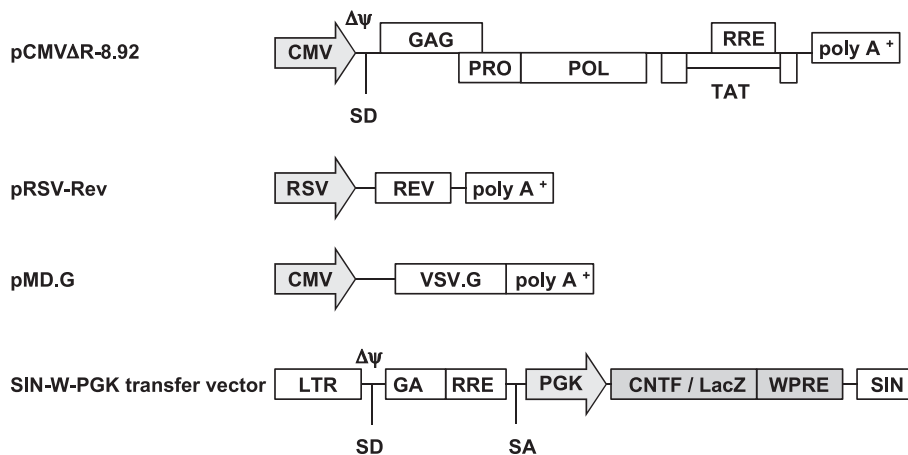 Δψ
pCMVΔR-8.92 CMV GAG RRE poly A +
PRO POL
TAT
SD
pRSV-Rev RSV REV poly A +
pMD.G CMV VSV.G poly A +
Δψ
SIN-W-PGK transfer vector LTR GA RRE PGK CNTF / LacZ WPRE SIN
SD SA